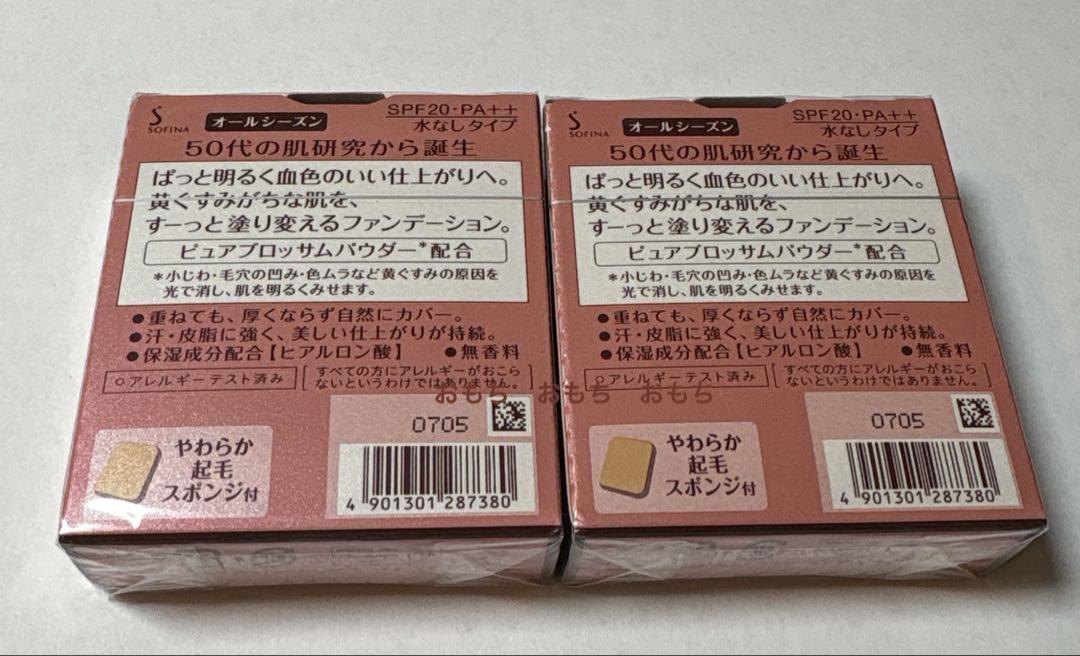 SOFINA
オールシーズン
SPF20・PA++
水なしタイプ
50代の肌研究から誕生
ぱっと明るく血色のいい仕上がりへ。
黄ぐすみがちな肌を、
すーっと塗り変えるファンデーション。
ピュアブロッサムパウダー*配合
*小じわ・毛穴の凹み・色ムラなど黄ぐすみの原因を
光で消し、肌を明るくみせます。
●重ねても、厚くならず自然にカバー。
●汗・皮脂に強く、美しい仕上がりが持続。
●保湿成分配合【ヒアルロン酸】 ●無香料
○アレルギーテスト済み
すべての方にアレルギーがおこら
ないというわけではありません。
0705
やわらか
起毛
スポンジ付
4 901301 287380
SOFINA
オールシーズン
SPF20・PA++
水なしタイプ
50代の肌研究から誕生
ぱっと明るく血色のいい仕上がりへ。
黄ぐすみがちな肌を、
すーっと塗り変えるファンデーション。
ピュアブロッサムパウダー*配合
*小じわ・毛穴の凹み・色ムラなど黄ぐすみの原因を
光で消し、肌を明るくみせます。
●重ねても、厚くならず自然にカバー。
●汗・皮脂に強く、美しい仕上がりが持続。
●保湿成分配合【ヒアルロン酸】 ●無香料
○アレルギーテスト済み
すべての方にアレルギーがおこら
ないというわけではありません。
0705
やわらか
起毛
スポンジ付
4 901301 287380
おもち おもち おもち